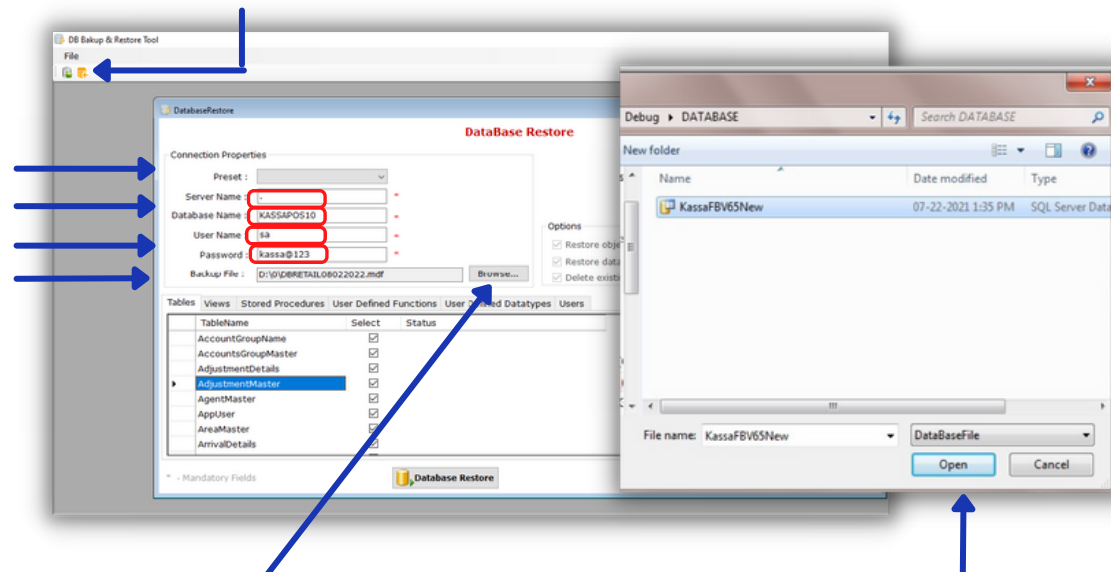 DB Bakup & Restore Tool
File
DatabaseRestore
DataBase Restore
Connection Properties
Preset :
Server Name : . *
Database Name : KASSAPOS10 *
User Name : sa *
Password : kassa@123 *
Backup File : D:\0\DBRETAIL08022022.mdf Browse...
Options
Restore
Restore
Delete
Tables Views Stored Procedures User Defined Functions User Defined Datatypes Users
TableName Select Status
AccountGroupName
AccountsGroupMaster
AdjustmentDetails
AdjustmentMaster
AgentMaster
AppUser
AreaMaster
ArrivalDetails
* - Mandatory Fields
Database Restore
x
Debug DATABASE
Search DATABASE
New folder
Name Date modified Type
KassaFBV65New 07-22-2021 1:35 PM SQL Server Data
File name: KassaFBV65New DataBaseFile
Open Cancel